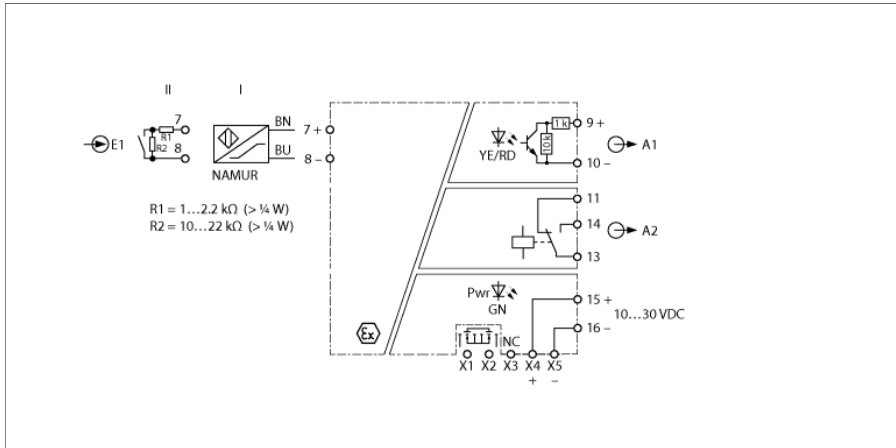 II I
E1
7
R1
R2 8
BN
BU
NAMUR
7 +
8 –
R1 = 1…2.2 kΩ (> ¼ W)
R2 = 10…22 kΩ (> ¼ W)
YE/RD
1 k
10 k
9 +
10 –
A1
11
14
13
A2
Pwr
GN
15 +
16 –
10…30 VDC
Ex
NC
X1 X2 X3 X4 X5
+ –